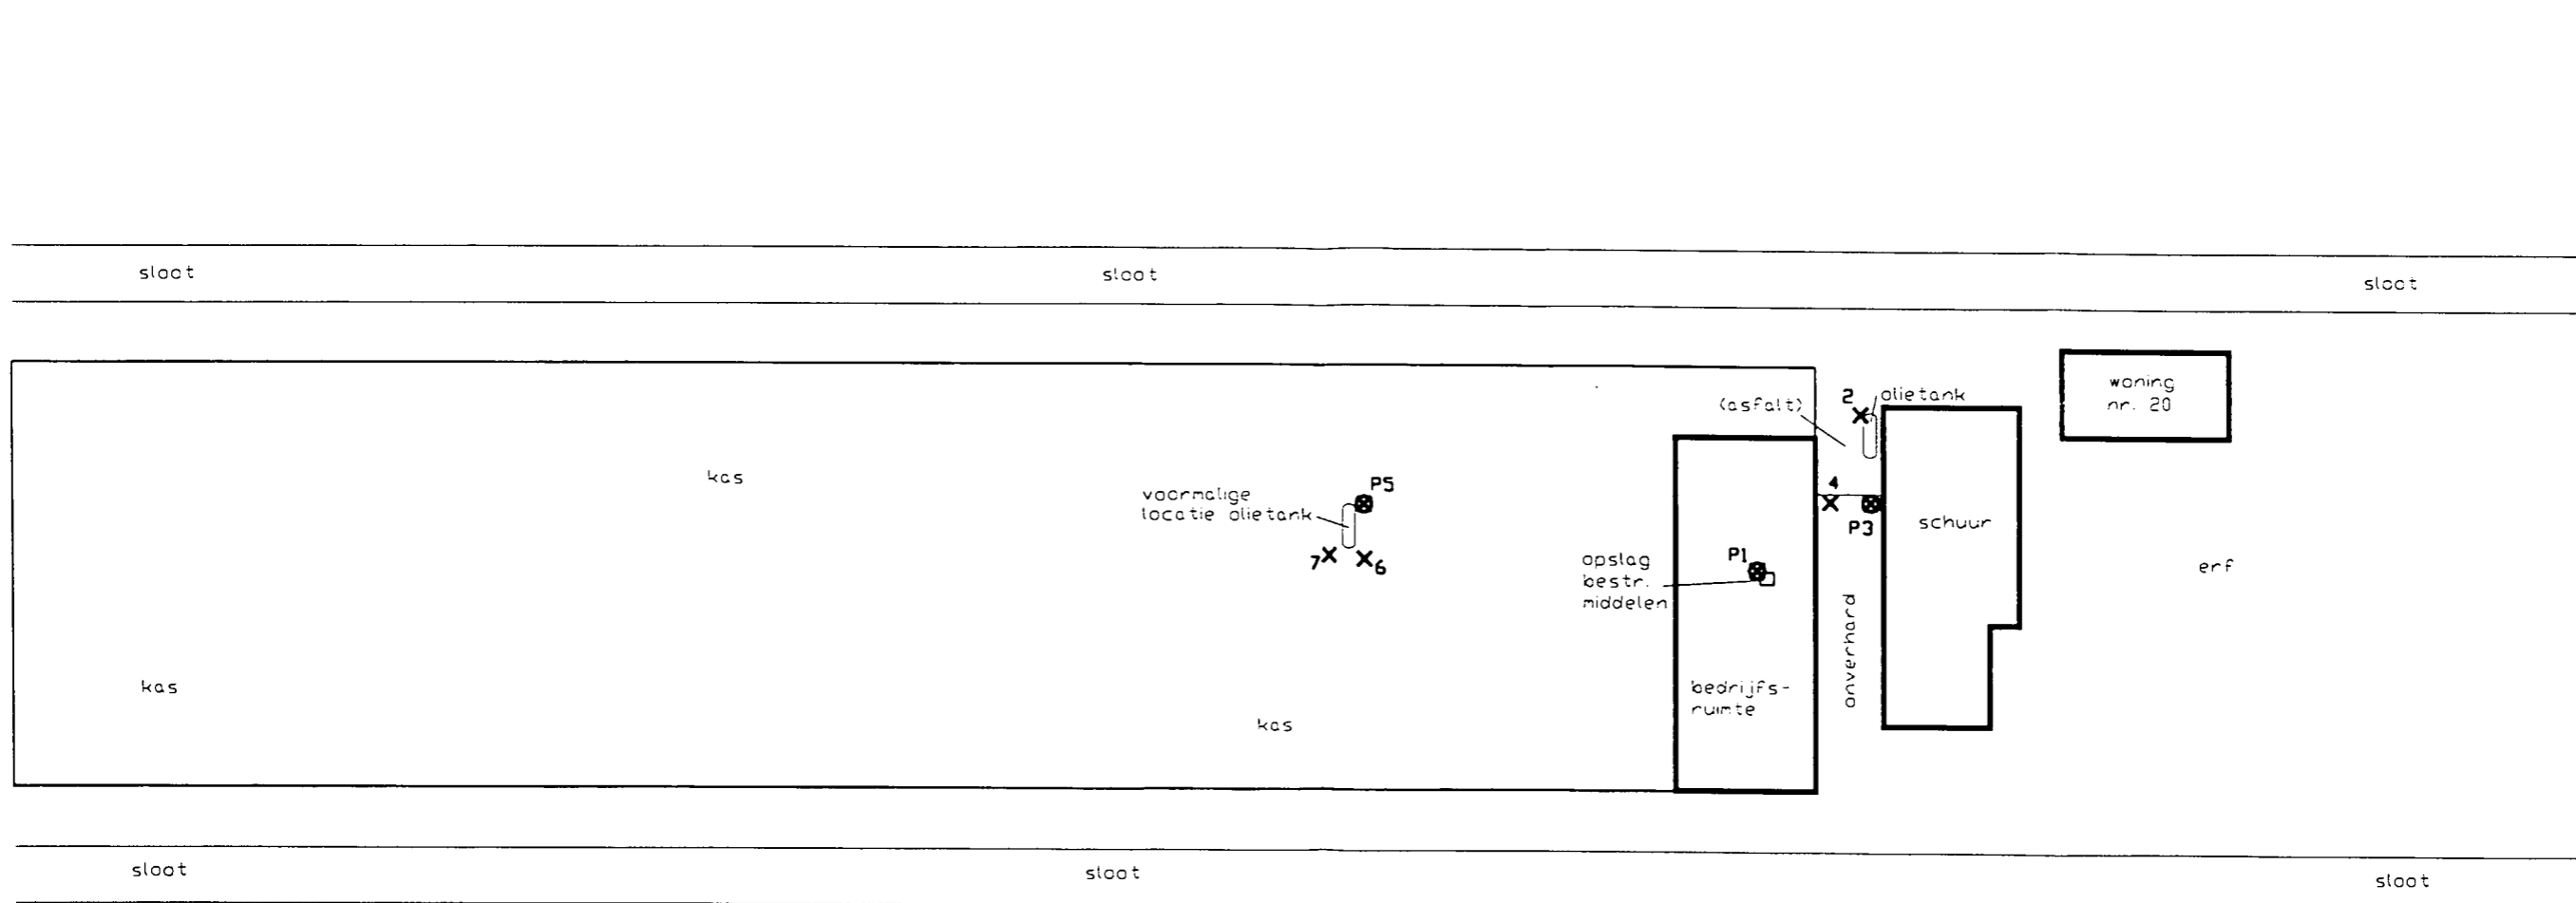 sloot
sloot
sloot
woning
nr. 20
2
olietank
(asfalt)
kas
P5
voormalige
locatie olietank
4
P3
schuur
7
6
P1
opslag
bestr.
middelen
erf
onverhard
kas
bedrijfs-
ruimte
kas
sloot
sloot
sloot